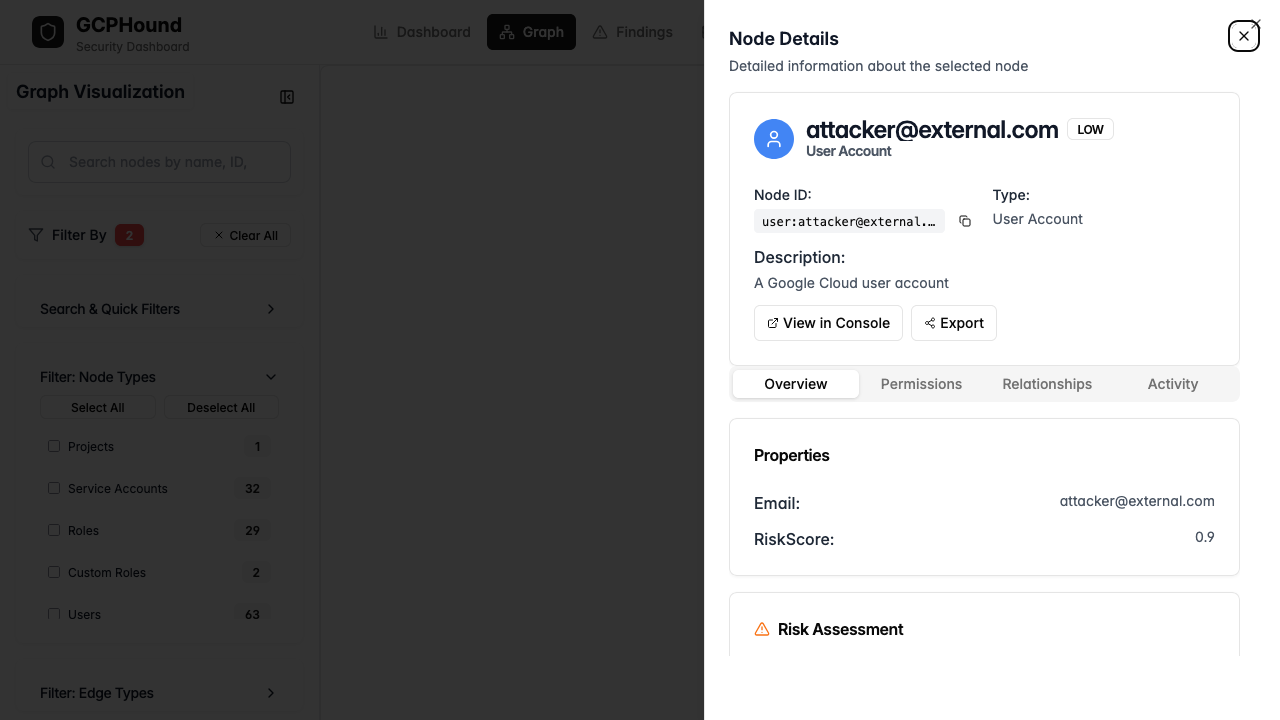 GCPHound
Security Dashboard
Dashboard
Graph
Findings
Graph Visualization
Search nodes by name, ID,
Filter By
2
Clear All
Search & Quick Filters
Filter: Node Types
Select All
Deselect All
Projects 1
Service Accounts 32
Roles 29
Custom Roles 2
Users 63
Filter: Edge Types
Node Details
Detailed information about the selected node
attacker@external.com LOW
User Account
Node ID:
user:attacker@external.…
Type:
User Account
Description:
A Google Cloud user account
View in Console
Export
Overview
Permissions
Relationships
Activity
Properties
Email: attacker@external.com
RiskScore: 0.9
Risk Assessment